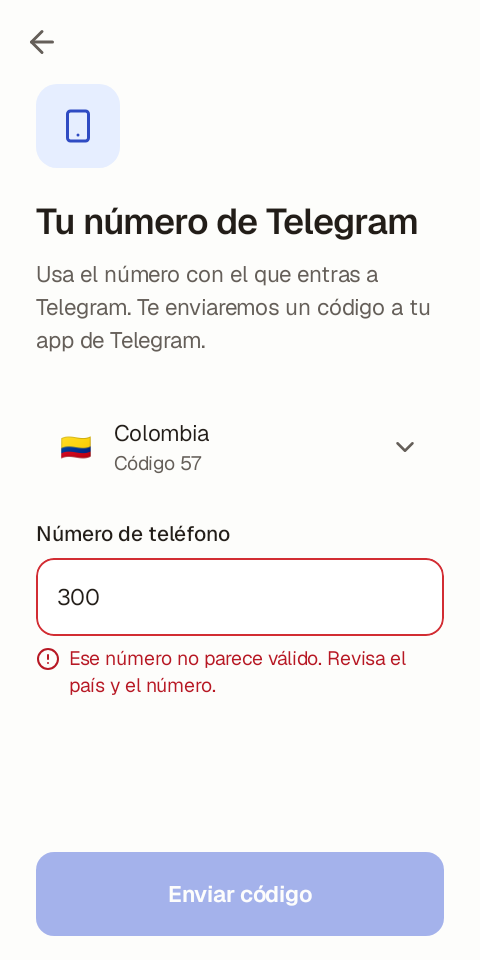 Tu número de Telegram
Usa el número con el que entras a
Telegram. Te enviaremos un código a tu
app de Telegram.
Colombia
Código 57
Número de teléfono
300
Ese número no parece válido. Revisa el
país y el número.
Enviar código